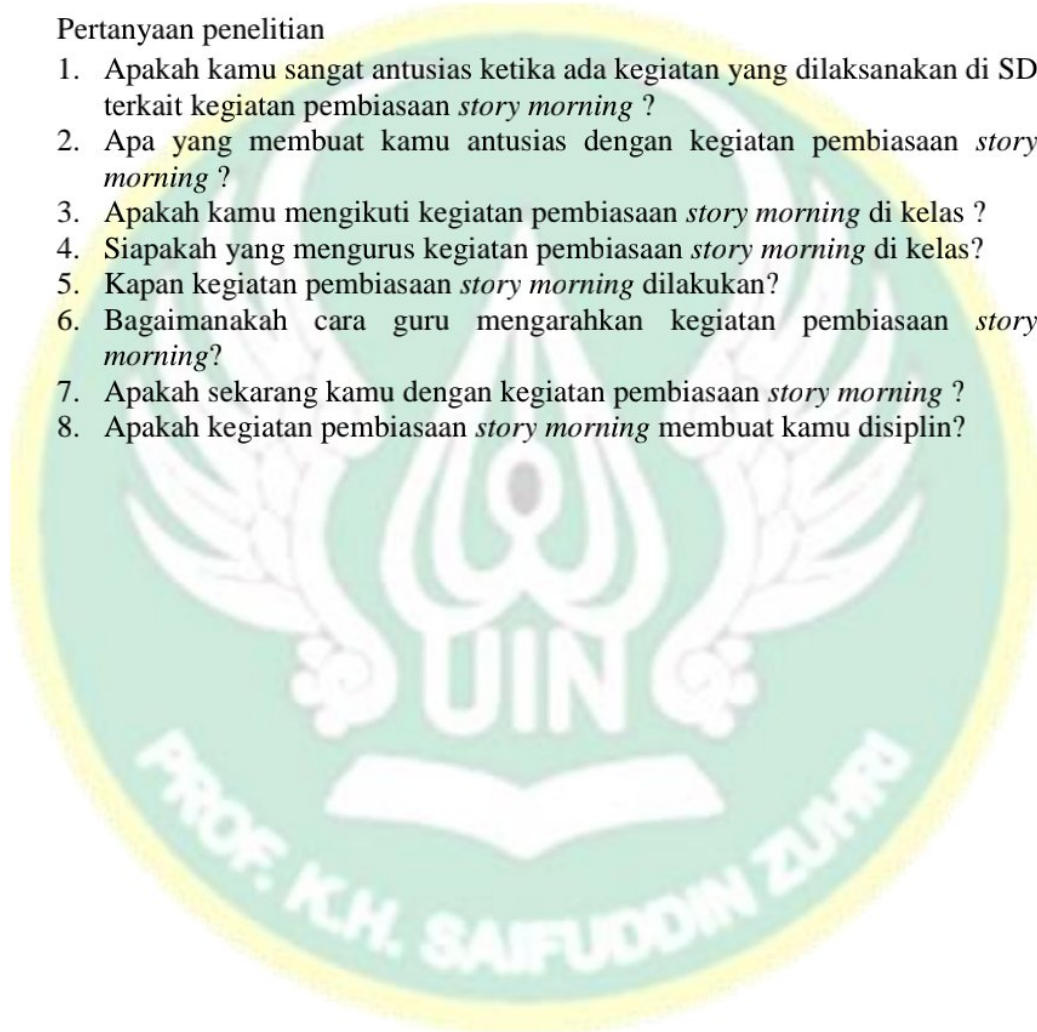 Pertanyaan penelitian
1. Apakah kamu sangat antusias ketika ada kegiatan yang dilaksanakan di SD
terkait kegiatan pembiasaan story morning ?
2. Apa yang membuat kamu antusias dengan kegiatan pembiasaan story
morning ?
3. Apakah kamu mengikuti kegiatan pembiasaan story morning di kelas ?
4. Siapakah yang mengurus kegiatan pembiasaan story morning di kelas?
5. Kapan kegiatan pembiasaan story morning dilakukan?
6. Bagaimanakah cara guru mengarahkan kegiatan pembiasaan story
morning?
7. Apakah sekarang kamu dengan kegiatan pembiasaan story morning ?
8. Apakah kegiatan pembiasaan story morning membuat kamu disiplin?
UIN
PROF. K.H. SAIFUDDIN ZUHRI